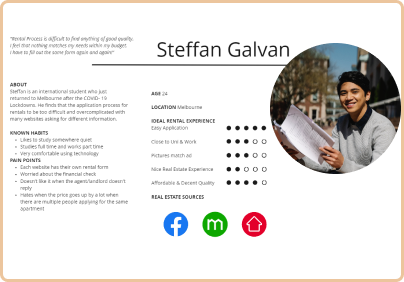 "Rental Process is difficult to find anything of good quality.
I feel that nothing matches my needs within my budget.
I have to fill out the same form again and again!"
Steffan Galvan
ABOUT
Steffan is an international student who just
returned to Melbourne after the COVID- 19
Lockdowns. He finds that the application process for
rentals to be too difficult and overcomplicated with
many websites asking for different information.
KNOWN HABITS
Likes to study somewhere quiet
Studies full time and works part time
Very comfortable using technology
PAIN POINTS
Each website has their own rental form
Worried about the financial check
Doesn't like it when the agent/landlord doesn't
reply
Hates when the price goes up by a lot when
there are multiple people applying for the same
apartment
AGE 24
LOCATION Melbourne
IDEAL RENTAL EXPERIENCE
Easy Application
Close to Uni & Work
Pictures match ad
Nice Real Estate Experience
Affordable & Decent Quality
REAL ESTATE SOURCES
f
m